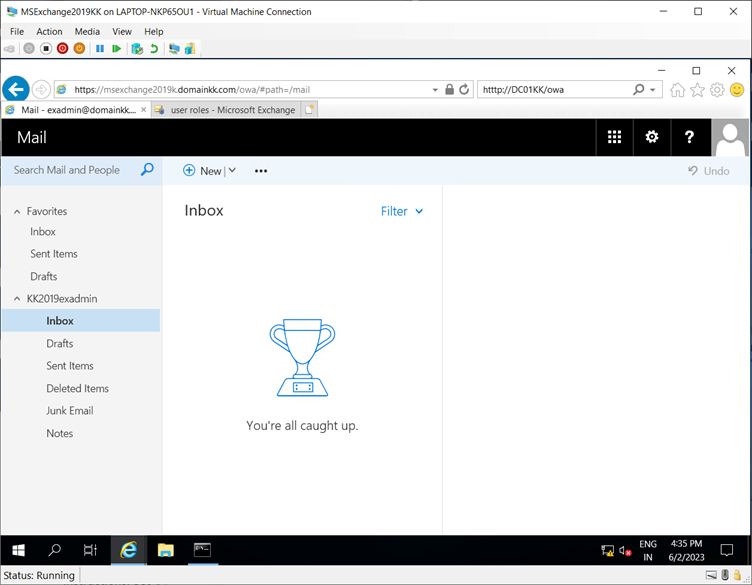 MSExchange2019KK on LAPTOP-NKP65OU1 - Virtual Machine Connection
File Action Media View Help
https://msexchange2019k.domainkk.com/owa/#path=/mail
htttp://DC01KK/owa
Mail - exadmin@domainkk....
user roles - Microsoft Exchange
Mail
?
Search Mail and People
New
Undo
Favorites
Inbox
Sent Items
Drafts
KK2019exadmin
Inbox
Drafts
Sent Items
Deleted Items
Junk Email
Notes
Inbox
Filter
You're all caught up.
ENG
IN
4:35 PM
6/2/2023
Status: Running